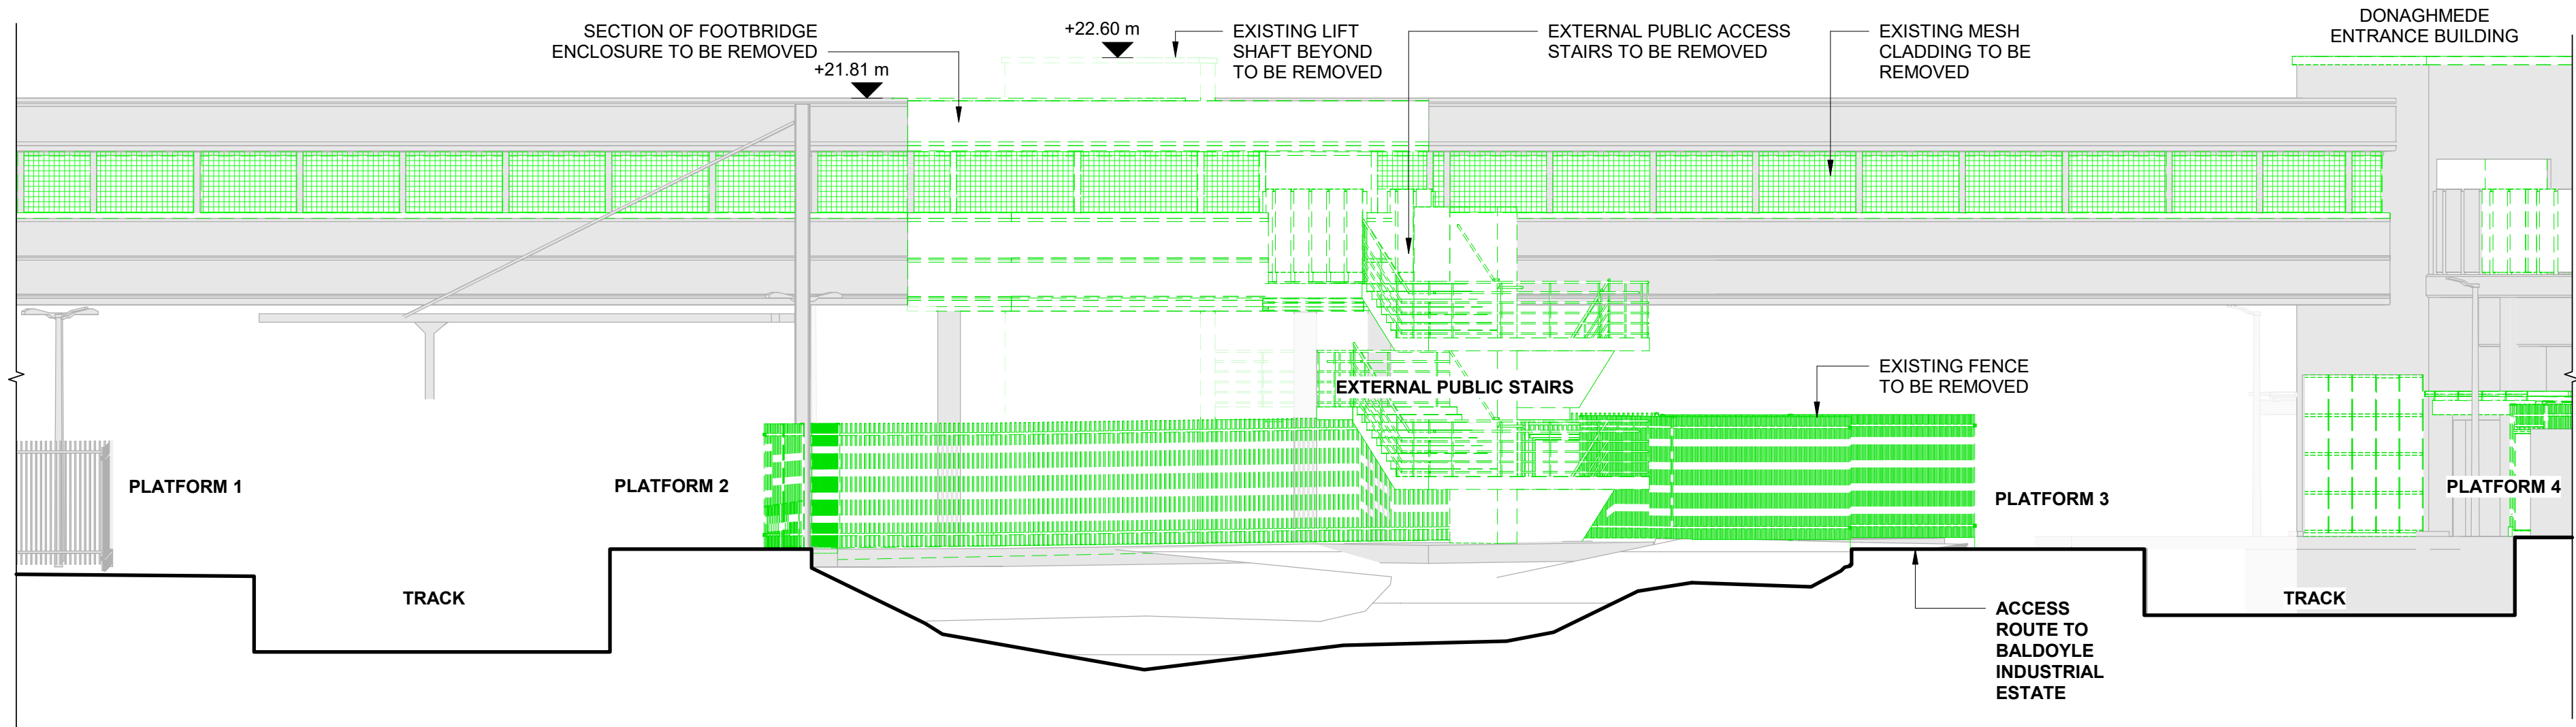 SECTION OF FOOTBRIDGE
ENCLOSURE TO BE REMOVED
+21.81 m
+22.60 m
EXISTING LIFT
SHAFT BEYOND
TO BE REMOVED
EXTERNAL PUBLIC ACCESS
STAIRS TO BE REMOVED
EXISTING MESH
CLADDING TO BE
REMOVED
DONAGHMEDE
ENTRANCE BUILDING
EXTERNAL PUBLIC STAIRS
EXISTING FENCE
TO BE REMOVED
PLATFORM 1
PLATFORM 2
PLATFORM 3
PLATFORM 4
TRACK
TRACK
ACCESS
ROUTE TO
BALDOYLE
INDUSTRIAL
ESTATE